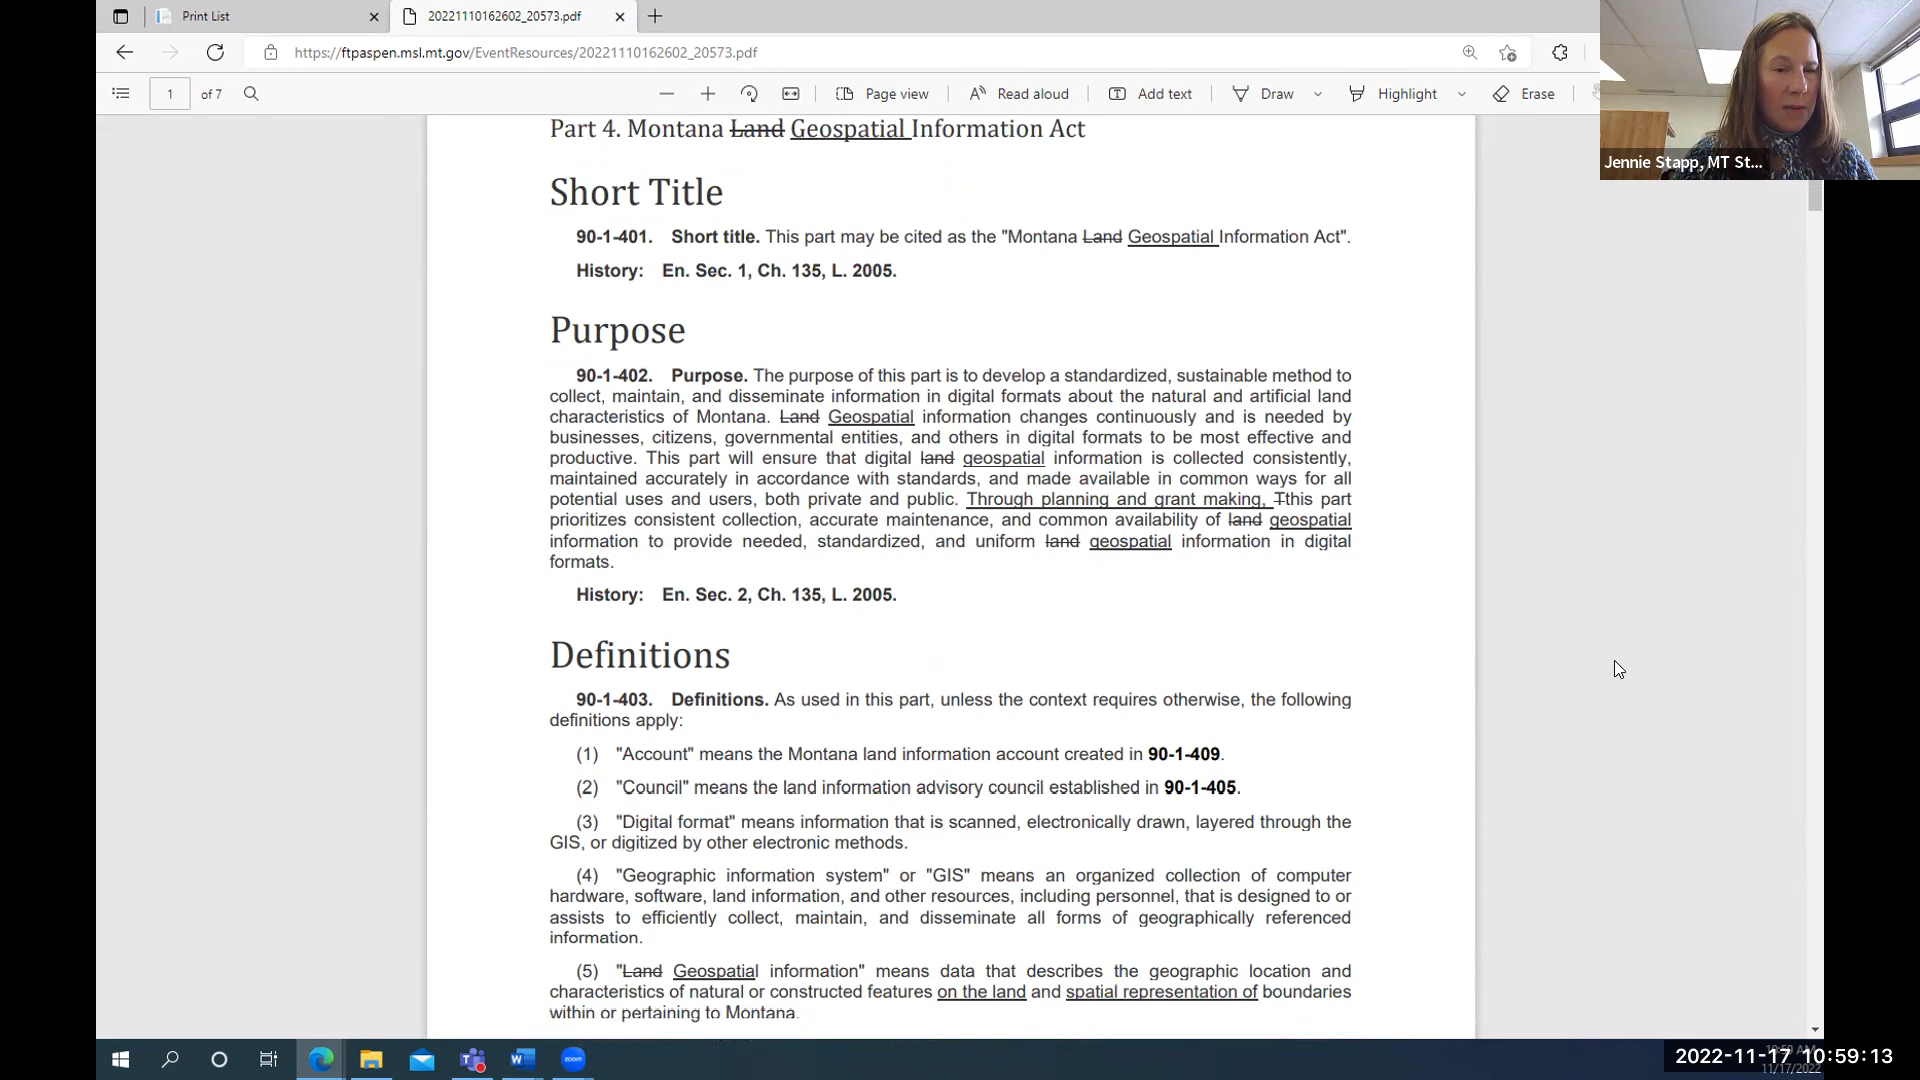 Print List
20221110162602_20573.pdf
https://ftpaspen.msl.mt.gov/EventResources/20221110162602_20573.pdf
1 of 7
Page view
Read aloud
Add text
Draw
Highlight
Erase
Jennie Stapp, MT St...
Part 4. Montana Land Geospatial Information Act
Short Title
90-1-401. Short title. This part may be cited as the "Montana Land Geospatial Information Act".
History: En. Sec. 1, Ch. 135, L. 2005.
Purpose
90-1-402. Purpose. The purpose of this part is to develop a standardized, sustainable method to
collect, maintain, and disseminate information in digital formats about the natural and artificial land
characteristics of Montana. Land Geospatial information changes continuously and is needed by
businesses, citizens, governmental entities, and others in digital formats to be most effective and
productive. This part will ensure that digital land geospatial information is collected consistently,
maintained accurately in accordance with standards, and made available in common ways for all
potential uses and users, both private and public. Through planning and grant making, Tthis part
prioritizes consistent collection, accurate maintenance, and common availability of land geospatial
information to provide needed, standardized, and uniform land geospatial information in digital
formats.
History: En. Sec. 2, Ch. 135, L. 2005.
Definitions
90-1-403. Definitions. As used in this part, unless the context requires otherwise, the following
definitions apply:
(1) "Account" means the Montana land information account created in 90-1-409.
(2) "Council" means the land information advisory council established in 90-1-405.
(3) "Digital format" means information that is scanned, electronically drawn, layered through the
GIS, or digitized by other electronic methods.
(4) "Geographic information system" or "GIS" means an organized collection of computer
hardware, software, land information, and other resources, including personnel, that is designed to or
assists to efficiently collect, maintain, and disseminate all forms of geographically referenced
information.
(5) "Land Geospatial information" means data that describes the geographic location and
characteristics of natural or constructed features on the land and spatial representation of boundaries
within or pertaining to Montana.
zoom
2022-11-17 10:59:13
11/17/2022